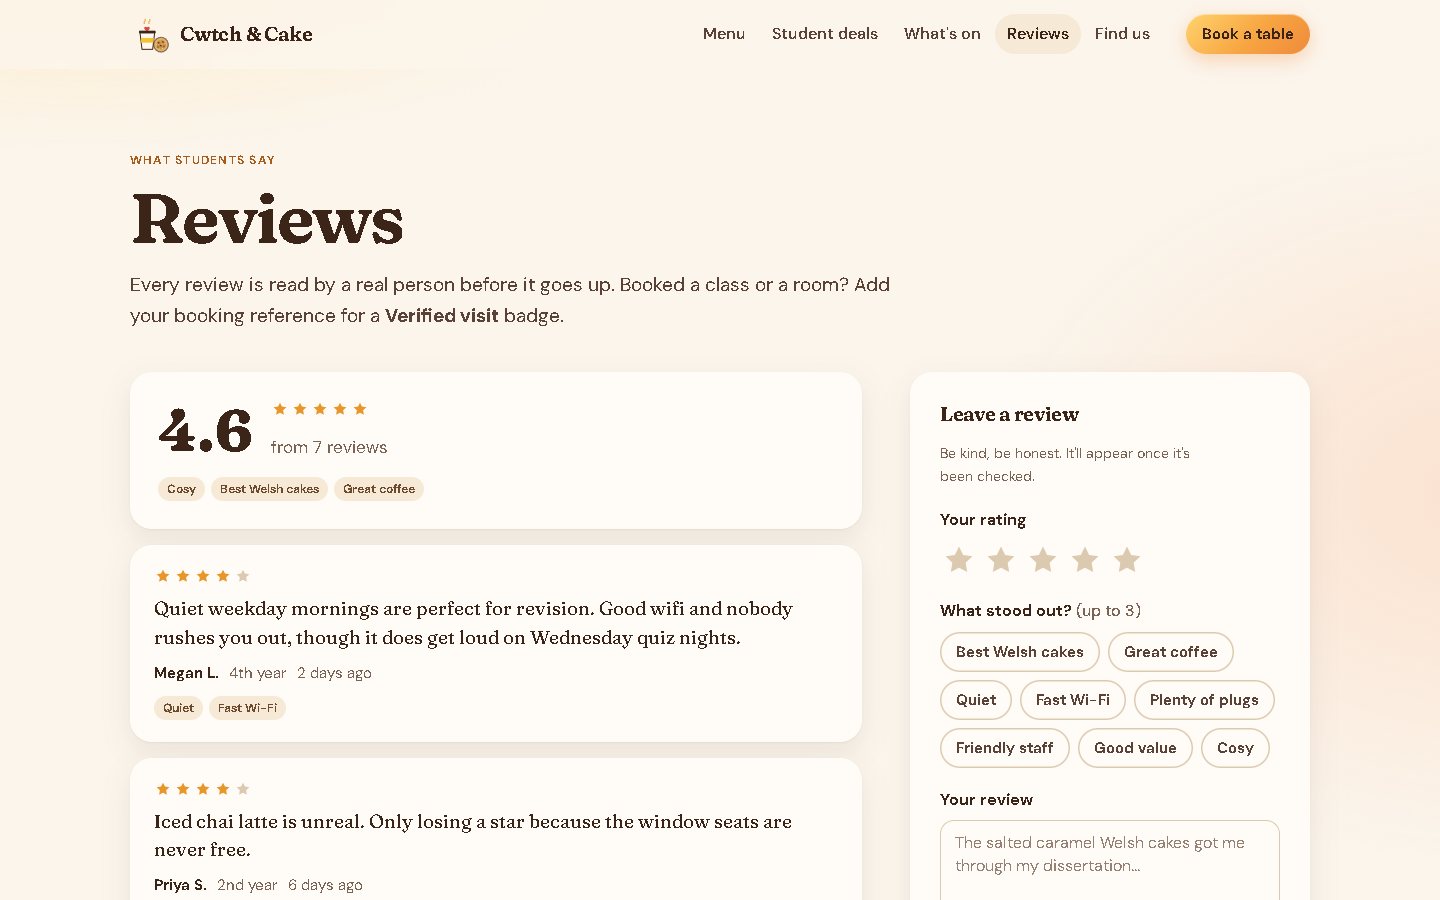 Cwtch & Cake
Menu
Student deals
What's on
Reviews
Find us
Book a table
WHAT STUDENTS SAY
Reviews
Every review is read by a real person before it goes up. Booked a class or a room? Add
your booking reference for a Verified visit badge.
4.6
from 7 reviews
Cosy
Best Welsh cakes
Great coffee
Quiet weekday mornings are perfect for revision. Good wifi and nobody
rushes you out, though it does get loud on Wednesday quiz nights.
Megan L. 4th year 2 days ago
Quiet
Fast Wi-Fi
Iced chai latte is unreal. Only losing a star because the window seats are
never free.
Priya S. 2nd year 6 days ago
Leave a review
Be kind, be honest. It'll appear once it's
been checked.
Your rating
What stood out? (up to 3)
Best Welsh cakes
Great coffee
Quiet
Fast Wi-Fi
Plenty of plugs
Friendly staff
Good value
Cosy
Your review
The salted caramel Welsh cakes got me
through my dissertation…